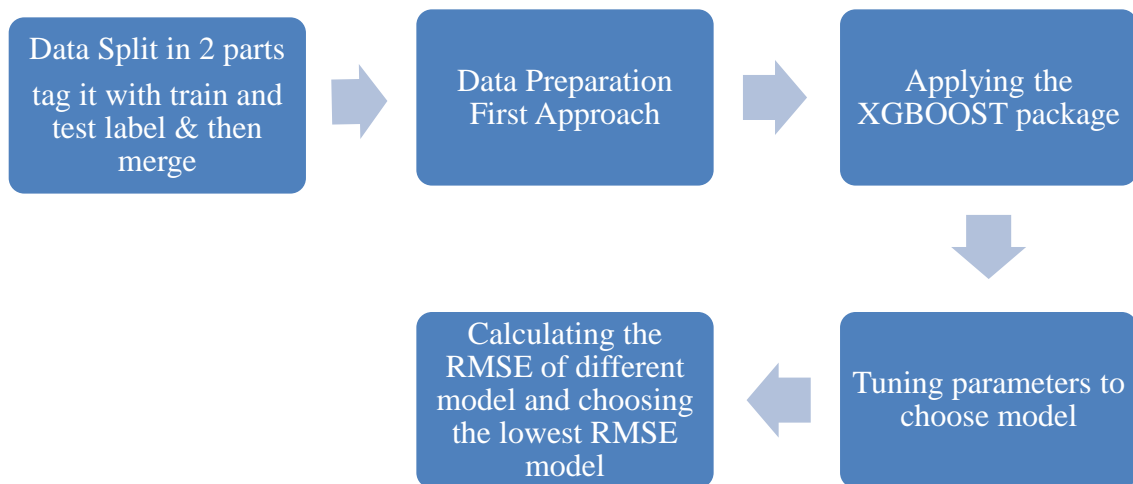 Data Split in 2 parts
tag it with train and
test label & then
merge
Data Preparation
First Approach
Applying the
XGBOOST package
Tuning parameters to
choose model
Calculating the
RMSE of different
model and choosing
the lowest RMSE
model